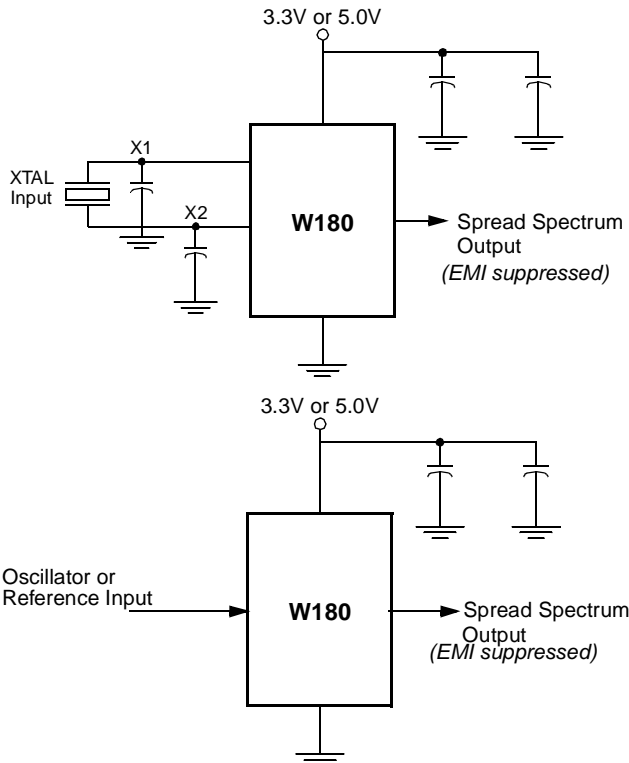 3.3V or 5.0V
X1
XTAL
Input
X2
W180
Spread Spectrum
Output
(EMI suppressed)
3.3V or 5.0V
Oscillator or
Reference Input
W180
Spread Spectrum
Output
(EMI suppressed)